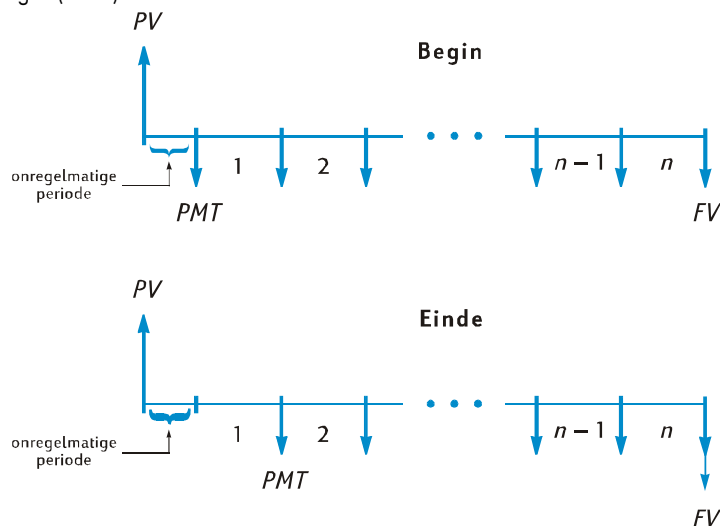 PV
Begin
1
2
n – 1
n
onregelmatige
periode
PMT
FV
PV
Einde
1
2
n – 1
n
onregelmatige
periode
PMT
FV